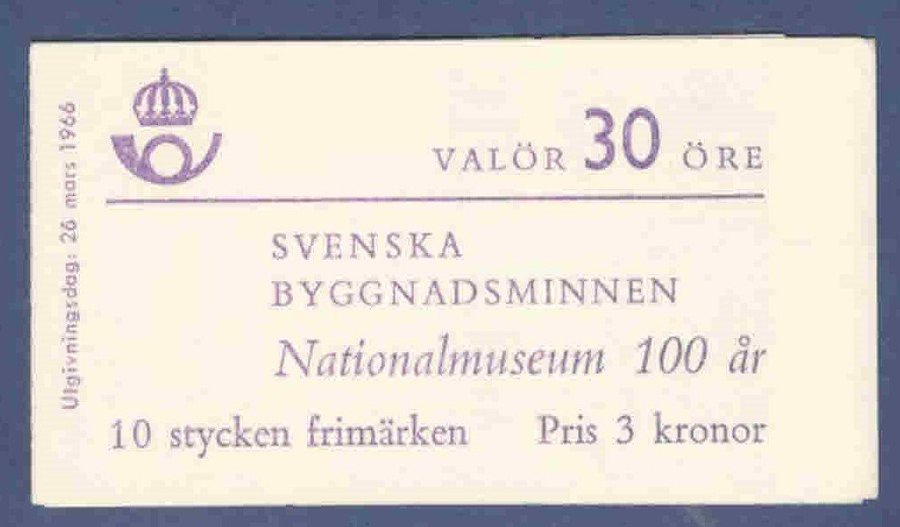 Utgivningsdag: 26 mars 1966
VALÖR 30 ÖRE
SVENSKA
BYGGNADSMINNEN
Nationalmuseum 100 år
10 stycken frimärken Pris 3 kronor